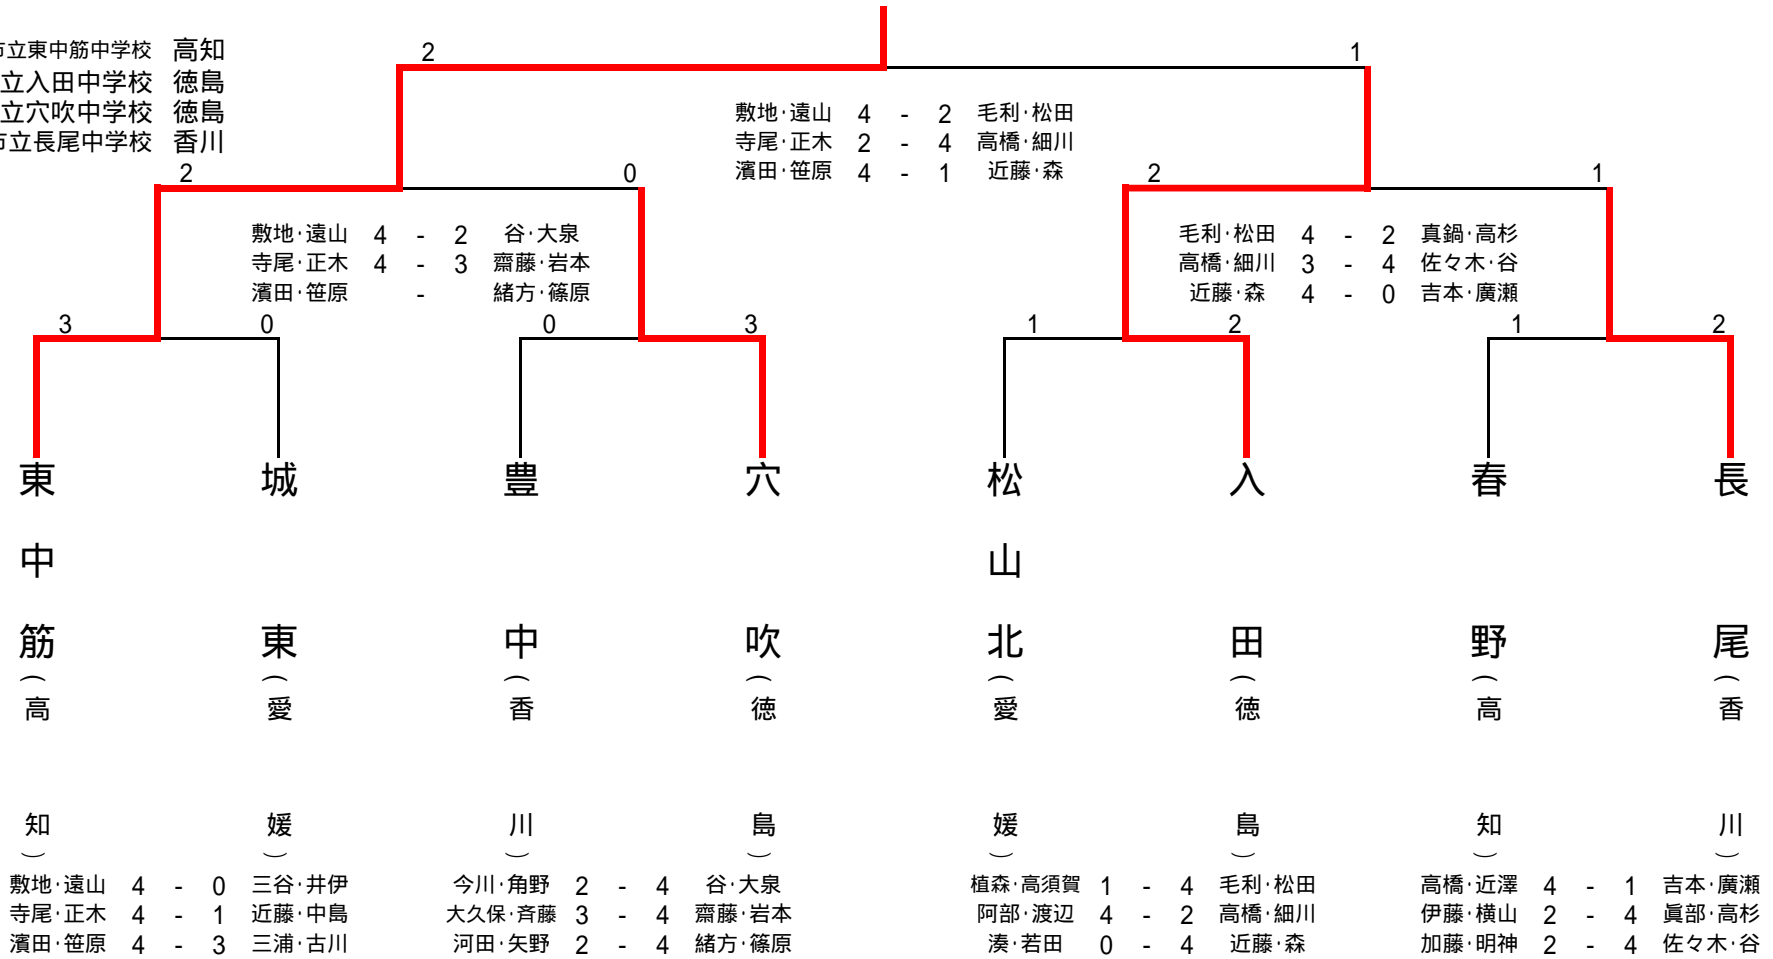 市立東中筋中学校 高知
立入田中学校 徳島
立穴吹中学校 徳島
市立長尾中学校 香川
2 1
敷地・遠山 4 - 2 毛利・松田
寺尾・正木 2 - 4 高橋・細川
濱田・笹原 4 - 1 近藤・森
2 0 2 1
敷地・遠山 4 - 2 谷・大泉
寺尾・正木 4 - 3 齋藤・岩本
濱田・笹原 - 緒方・篠原
毛利・松田 4 - 2 真鍋・高杉
高橋・細川 3 - 4 佐々木・谷
近藤・森 4 - 0 吉本・廣瀬
3 0 0 3 1 2 1 2
東中筋(高知)
城東(愛媛)
豊中(香川)
穴吹(徳島)
松山北(愛媛)
入田(徳島)
春野(高知)
長尾(香川)
敷地・遠山 4 - 0 三谷・井伊
寺尾・正木 4 - 1 近藤・中島
濱田・笹原 4 - 3 三浦・古川
今川・角野 2 - 4 谷・大泉
大久保・斉藤 3 - 4 齋藤・岩本
河田・矢野 2 - 4 緒方・篠原
植森・高須賀 1 - 4 毛利・松田
阿部・渡辺 4 - 2 高橋・細川
湊・若田 0 - 4 近藤・森
高橋・近澤 4 - 1 吉本・廣瀬
伊藤・横山 2 - 4 眞部・高杉
加藤・明神 2 - 4 佐々木・谷